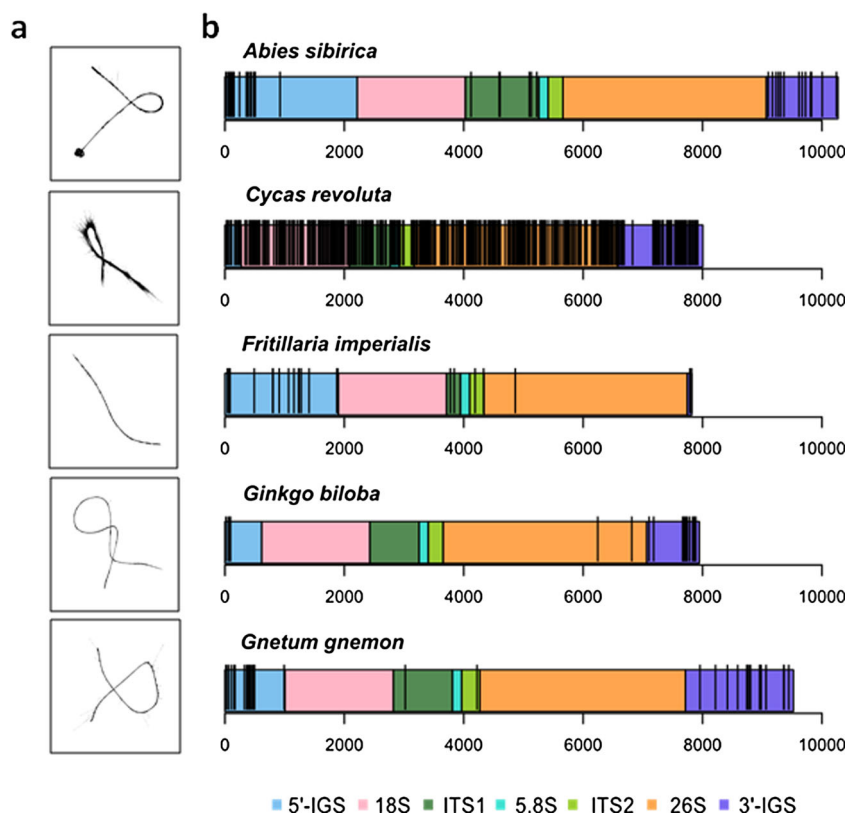 a
b
Abies sibirica
0 2000 4000 6000 8000 10000
Cycas revoluta
0 2000 4000 6000 8000 10000
Fritillaria imperialis
0 2000 4000 6000 8000 10000
Ginkgo biloba
0 2000 4000 6000 8000 10000
Gnetum gnemon
0 2000 4000 6000 8000 10000
5'-IGS 18S ITS1 5.8S ITS2 26S 3'-IGS